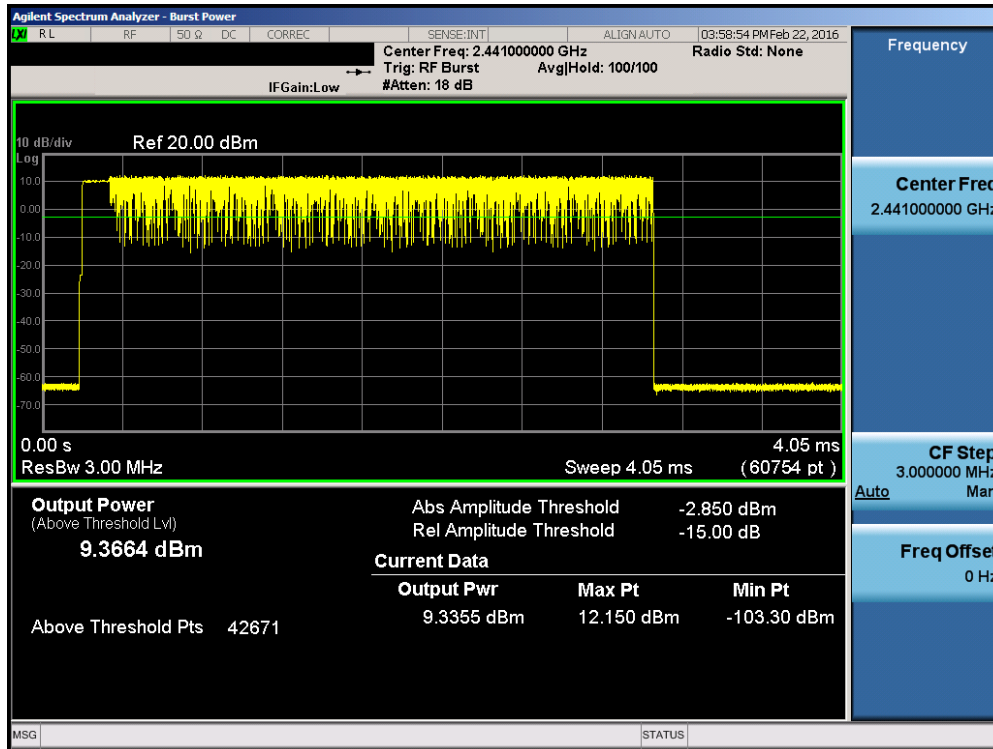 Agilent Spectrum Analyzer - Burst Power
LXI RL RF 50 Ω DC CORREC SENSE:INT ALIGNAUTO 03:58:54 PMFeb 22, 2016
Center Freq: 2.441000000 GHz Radio Std: None
Trig: RF Burst Avg|Hold: 100/100
IFGain:Low #Atten: 18 dB
10 dB/div Ref 20.00 dBm
Log
10.0
0.00
-10.0
-20.0
-30.0
-40.0
-50.0
-60.0
-70.0
0.00 s 4.05 ms
ResBw 3.00 MHz Sweep 4.05 ms (60754 pt)
Output Power
(Above Threshold Lvl)
9.3664 dBm
Above Threshold Pts 42671
Abs Amplitude Threshold -2.850 dBm
Rel Amplitude Threshold -15.00 dB
Current Data
Output Pwr Max Pt Min Pt
9.3355 dBm 12.150 dBm -103.30 dBm
Frequency
Center Freq
2.441000000 GHz
CF Step
3.000000 MHz
Auto Man
Freq Offset
0 Hz
MSG STATUS